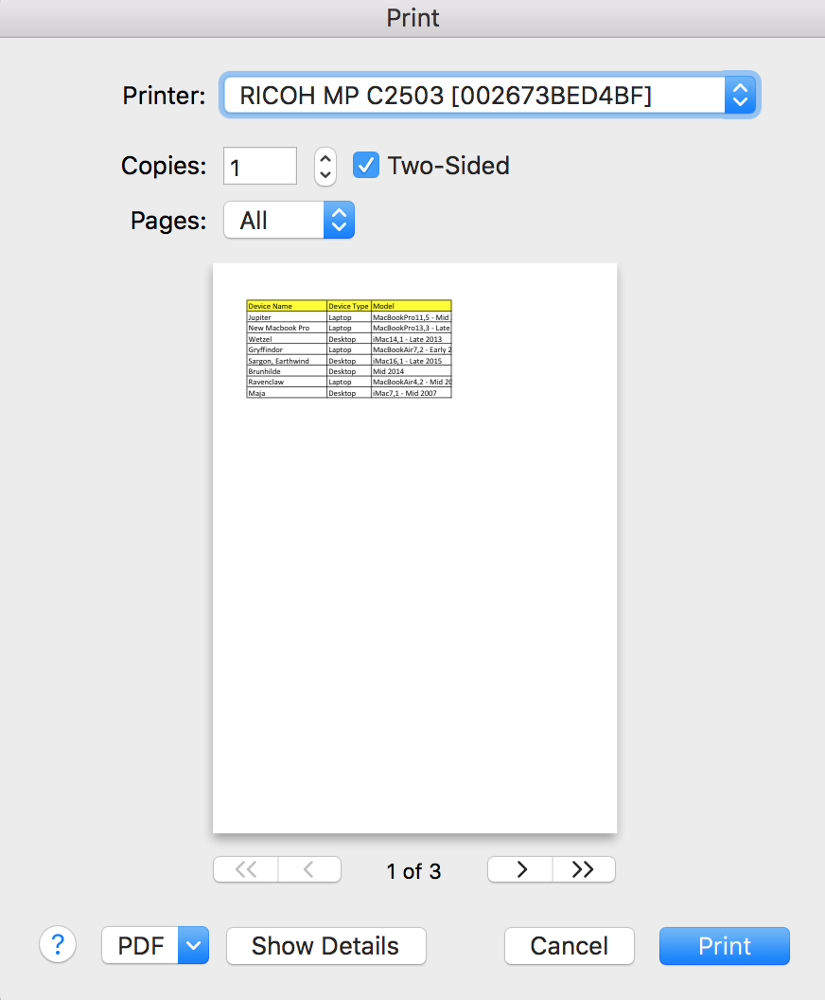 Print
Printer: RICOH MP C2503 [002673BED4BF]
Copies: 1 Two-Sided
Pages: All
Device Name Device Type Model
Jupiter Laptop MacBookPro11,5 - Mid
New Macbook Pro Laptop MacBookPro13,3 - Late
Wetzel Desktop iMac14,1 - Late 2013
Gryffindor Laptop MacBookAir7,2 - Early 2
Sargon, Earthwind Desktop iMac16,1 - Late 2015
Brunhilde Desktop Mid 2014
Ravenclaw Laptop MacBookAir4,2 - Mid 20
Maja Desktop iMac7,1 - Mid 2007
<< < 1 of 3 > >>
? PDF Show Details Cancel Print